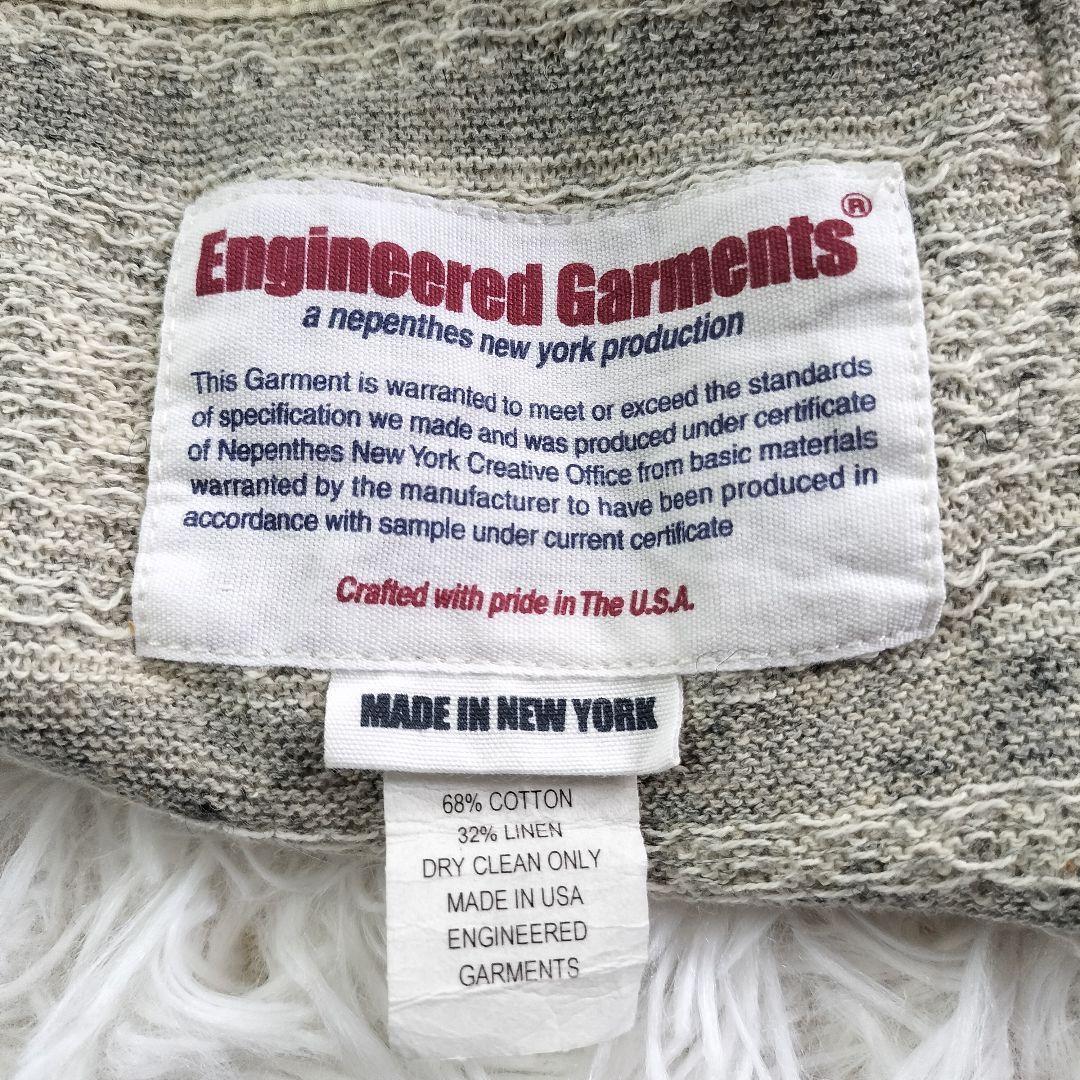 Engineered Garments®
a nepenthes new york production
This Garment is warranted to meet or exceed the standards
of specification we made and was produced under certificate
of Nepenthes New York Creative Office from basic materials
warranted by the manufacturer to have been produced in
accordance with sample under current certificate
Crafted with pride in The U.S.A.
MADE IN NEW YORK
68% COTTON
32% LINEN
DRY CLEAN ONLY
MADE IN USA
ENGINEERED
GARMENTS